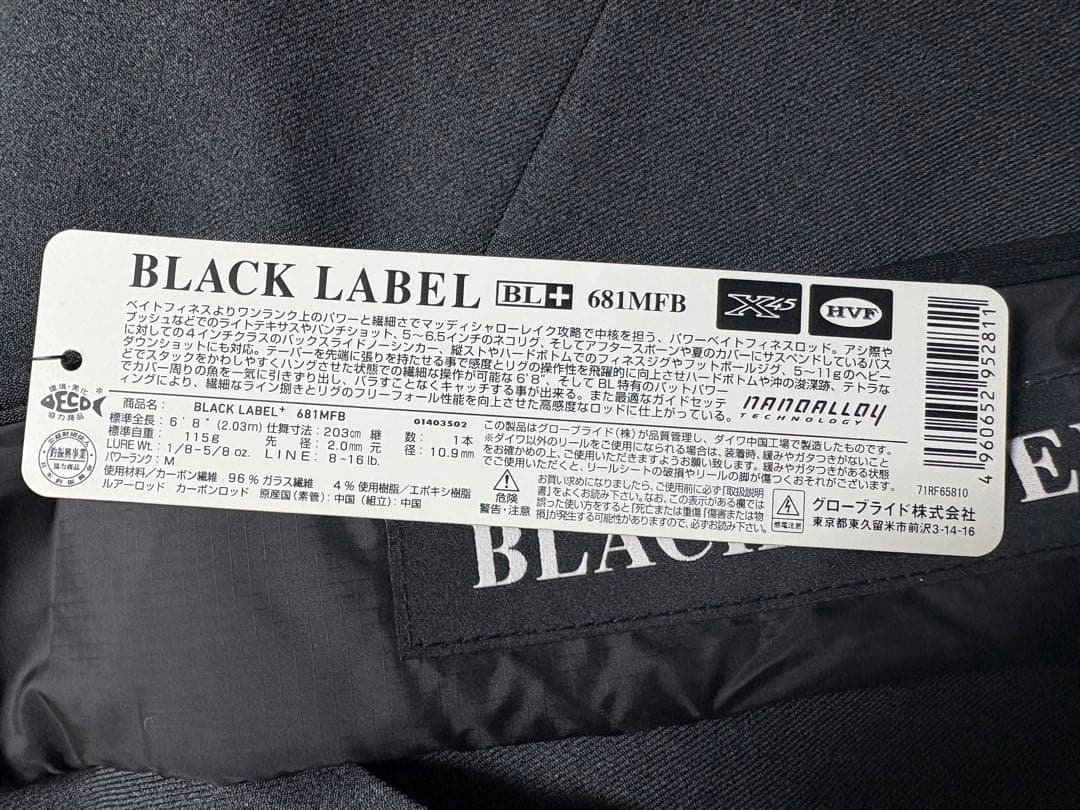 BLACK LABEL BL+ 681MFB X45 HVF
ベイトフィネスよりワンランク上のパワーと繊細さでマッディシャローレイク攻略で中核を担う、パワーベイトフィネスロッド。アシ際や
ブッシュなどでのライトテキサスやパンチショット、5~6.5インチのネコリグ、そしてアフタースポーンや夏のカバーにサスペンドしているバス
に対しての4インチクラスのバックスライドノーシンカー、縦ストやハードボトムでのフィネスジグやフットボールジグ、5~11gのヘビー
ダウンショットにも対応。テーパーを先端に張りを持たせる事で感度とリグの操作性を飛躍的に向上させハードボトムや沖の浚渫跡、テトラな
どでスタックをかわしやすくハングさせた状態での繊細な操作が可能な6'8"、そして BL特有のバットパワー
でカバー周りの魚を一気に引きずり出し、バラすことなくキャッチする事が出来る。また最適なガイドセッテ
ィングにより、繊細なライン捌きとリグのフリーフォール性能を向上させた高感度なロッドに仕上がっている。
NANOALLOY
TECHNOLOGY
環境・美化
DECO
協力商品
公益財団法人
釣振興事業
協力商品
商品名: BLACK LABEL+ 681MFB 01403502
標準全長: 6'8" (2.03m) 仕舞寸法: 203cm 継 数: 1本
標準自重: 115g 先 径: 2.0mm 元 径: 10.9mm
LURE Wt.: 1/8~5/8 oz. LINE: 8~16 lb.
パワーランク: M
使用材料/カーボン繊維 96% ガラス繊維 4% 使用樹脂/エポキシ樹脂
ルアーロッド カーボンロッド 原産国(素管):中国(組立):中国
この製品はグローブライド(株)が品質管理し、ダイワ中国工場で製造したものです。
※ダイワ以外のリールをご使用になられる場合は、装着時、緩みやガタつきがないこと
をお確かめの上、ご使用いただきますようお願い致します。緩みやガタつきがある状態
でご使用いただくと、リールシートの破損やリールの脚が傷つくおそれがございます。
危険
警告・注意
お買い求めになりましたら、ご使用前に必ず「取扱説明
書」をよくお読み下さい。なお、この表示がある欄では
誤った使い方をすると「死亡または重傷」「傷害または物
損」が発生する可能性がありますので、必ずお読み下さい。
感電注意
グローブライド株式会社
東京都東久留米市前沢3-14-16
71RF65810
4 960652 952811
BLACK